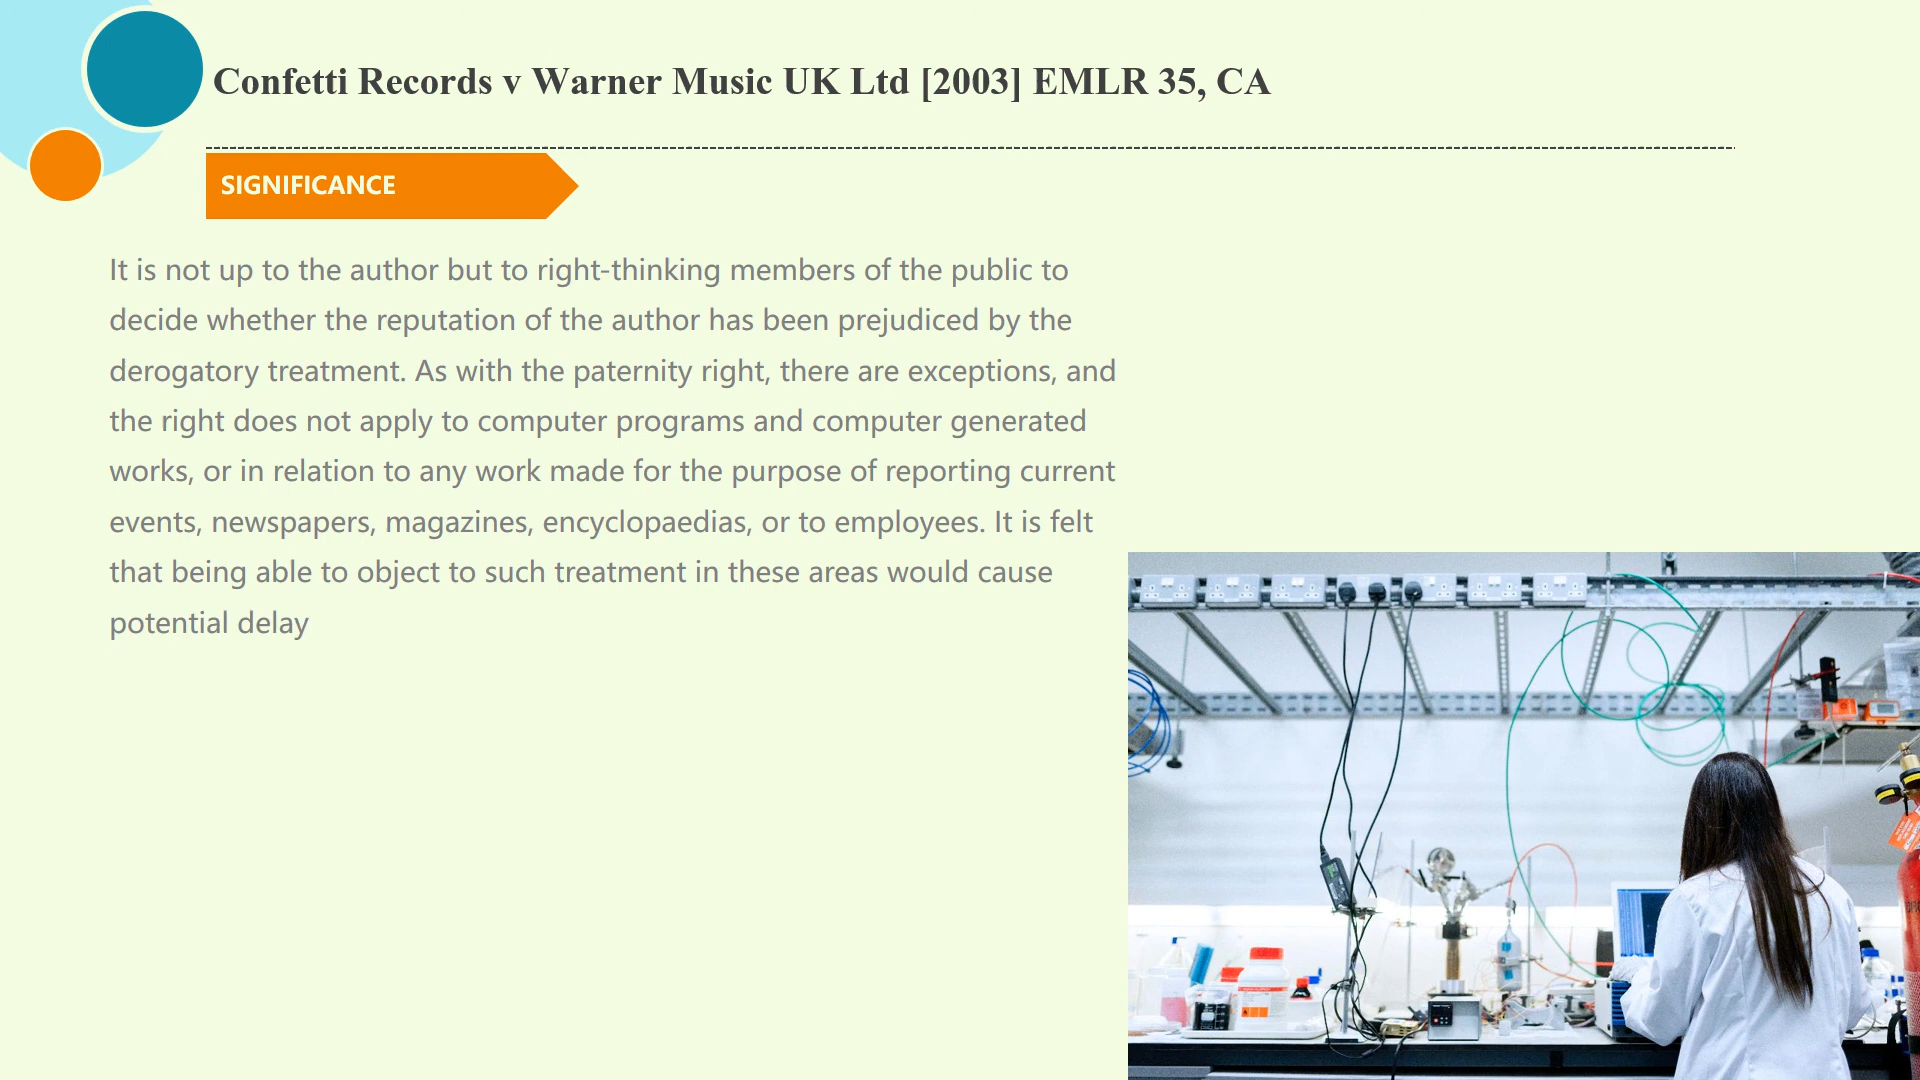 Confetti Records v Warner Music UK Ltd [2003] EMLR 35, CA
SIGNIFICANCE
It is not up to the author but to right-thinking members of the public to
decide whether the reputation of the author has been prejudiced by the
derogatory treatment. As with the paternity right, there are exceptions, and
the right does not apply to computer programs and computer generated
works, or in relation to any work made for the purpose of reporting current
events, newspapers, magazines, encyclopaedias, or to employees. It is felt
that being able to object to such treatment in these areas would cause
potential delay